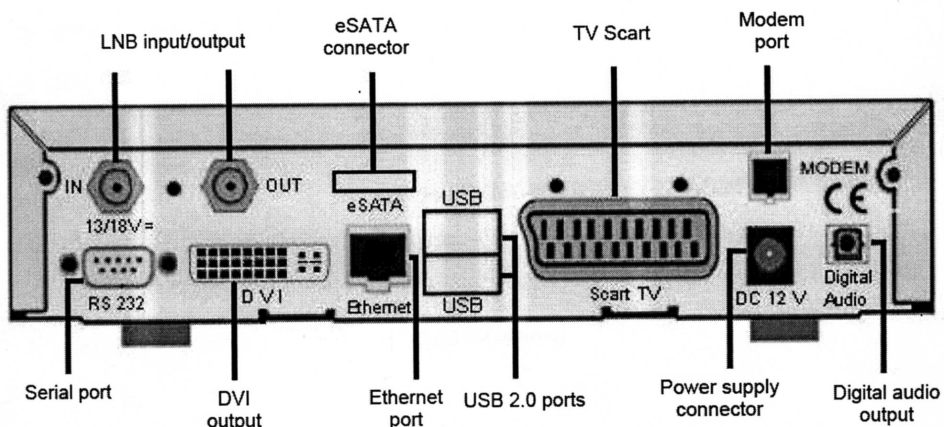 LNB input/output
eSATA
connector
TV Scart
Modem
port
IN
OUT
13/18V=
eSATA
USB
MODEM
CE
RS 232
DVI
Ethernet
USB
Scart TV
DC 12 V
Digital
Audio
Serial port
DVI
output
Ethernet
port
USB 2.0 ports
Power supply
connector
Digital audio
output